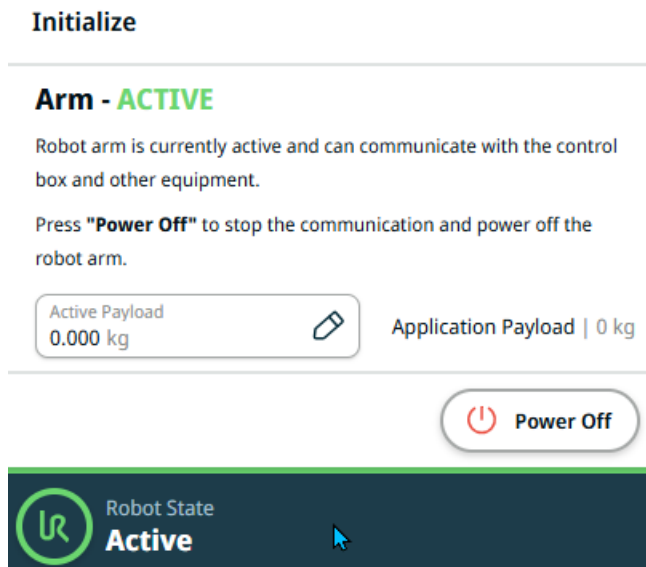 Initialize
Arm - ACTIVE
Robot arm is currently active and can communicate with the control
box and other equipment.
Press "Power Off" to stop the communication and power off the
robot arm.
Active Payload
0.000 kg
Application Payload | 0 kg
Power Off
Robot State
Active